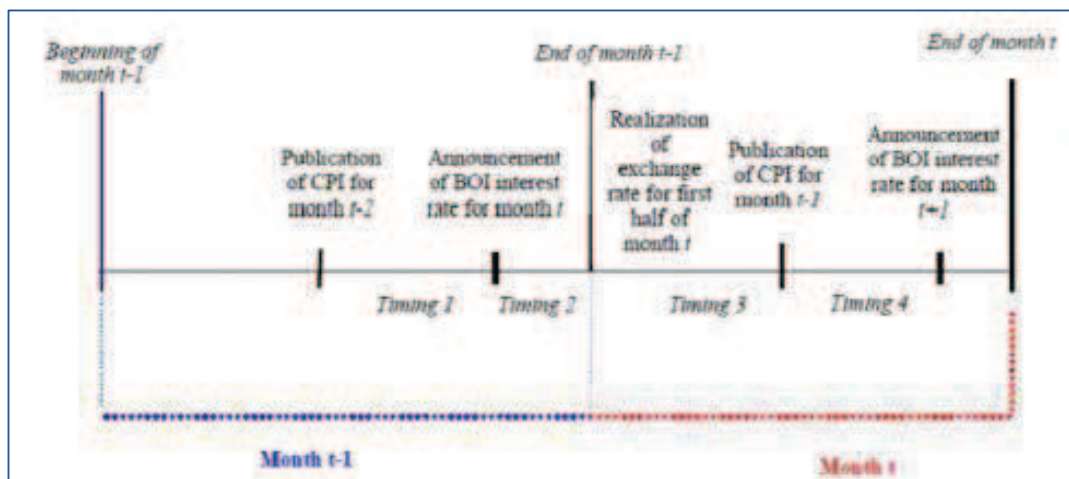 Beginning of
month t-1
End of month t-1
End of month t
Publication
of CPI for
month t-2
Announcement
of BOI interest
rate for month t
Realization
of
exchange
rate for first
half of
month t
Publication
of CPI for
month t-1
Announcement
of BOI interest
rate for month
t+1
Timing 1
Timing 2
Timing 3
Timing 4
Month t-1
Month t